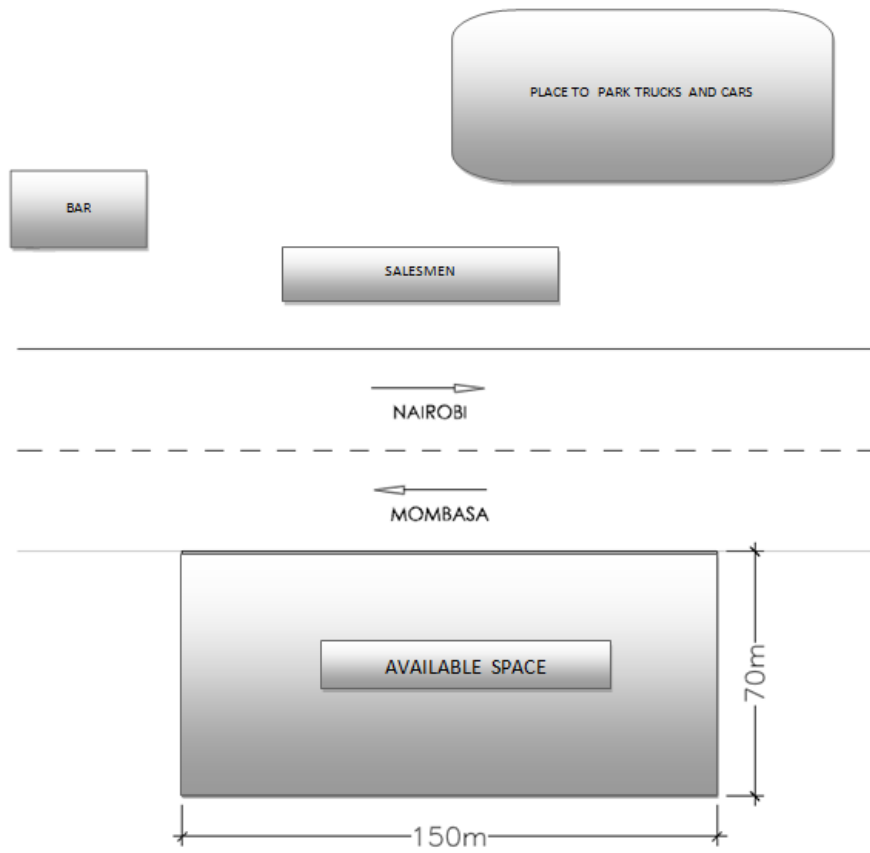 PLACE TO PARK TRUCKS AND CARS
BAR
SALESMEN
NAIROBI
MOMBASA
AVAILABLE SPACE
70m
150m